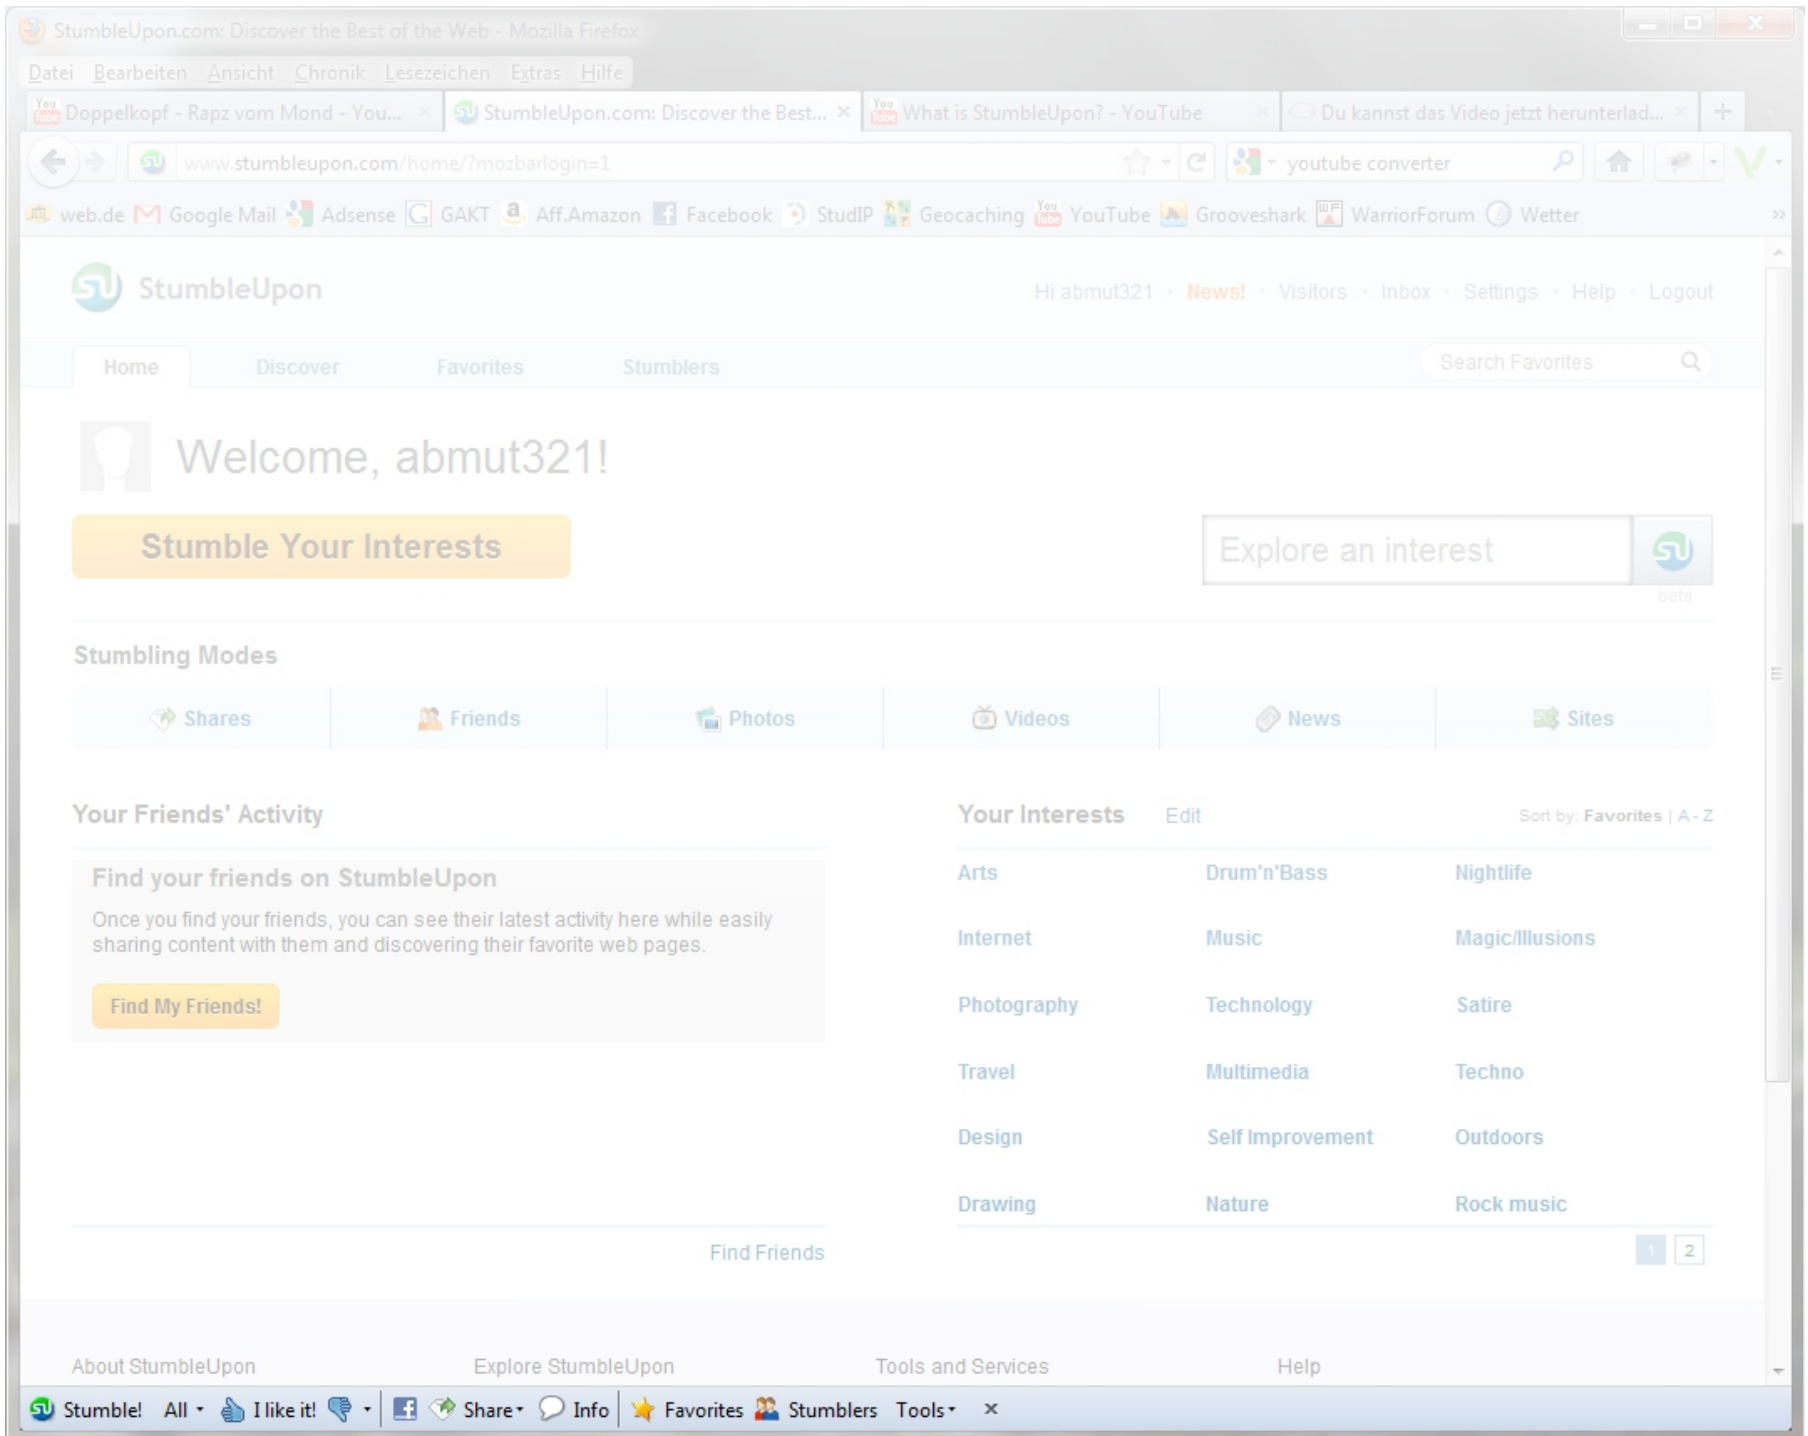 StumbleUpon.com: Discover the Best of the Web - Mozilla Firefox
Datei Bearbeiten Ansicht Chronik Lesezeichen Extras Hilfe
You Tube Doppelkopf - Rapz vom Mond - You... StumbleUpon.com: Discover the Best... You Tube What is StumbleUpon? - YouTube Du kannst das Video jetzt herunterlad...
www.stumbleupon.com/home/?mozbarlogin=1 youtube converter
web.de Google Mail Adsense GAKT Aff.Amazon Facebook StudIP Geocaching You Tube YouTube Grooveshark WF WarriorForum Wetter
StumbleUpon Hi abmut321 · News! · Visitors · Inbox · Settings · Help · Logout
Home Discover Favorites Stumblers Search Favorites
Welcome, abmut321!
Stumble Your Interests Explore an interest
beta
Stumbling Modes
Shares Friends Photos Videos News Sites
Your Friends' Activity Your Interests Edit Sort by: Favorites | A - Z
Find your friends on StumbleUpon
Once you find your friends, you can see their latest activity here while easily
sharing content with them and discovering their favorite web pages.
Find My Friends!
Arts Drum'n'Bass Nightlife
Internet Music Magic/Illusions
Photography Technology Satire
Travel Multimedia Techno
Design Self Improvement Outdoors
Drawing Nature Rock music
Find Friends 1 2
About StumbleUpon Explore StumbleUpon Tools and Services Help
Stumble! All I like it! Share Info Favorites Stumblers Tools x